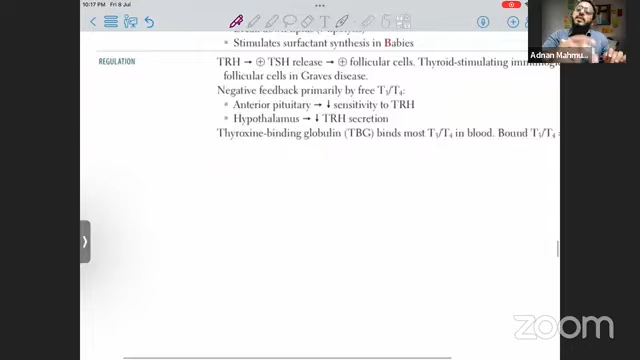 10:17 PM Fri 8 Jul
Stimulates surfactant synthesis in Babies
REGULATION
TRH → ⊕ TSH release → ⊕ follicular cells. Thyroid-stimulating
follicular cells in Graves disease.
Negative feedback primarily by free T3/T4:
Anterior pituitary → ↓ sensitivity to TRH
Hypothalamus → ↓ TRH secretion
Thyroxine-binding globulin (TBG) binds most T3/T4 in blood. Bound T3/T4
Adnan Mahmu...
zoom